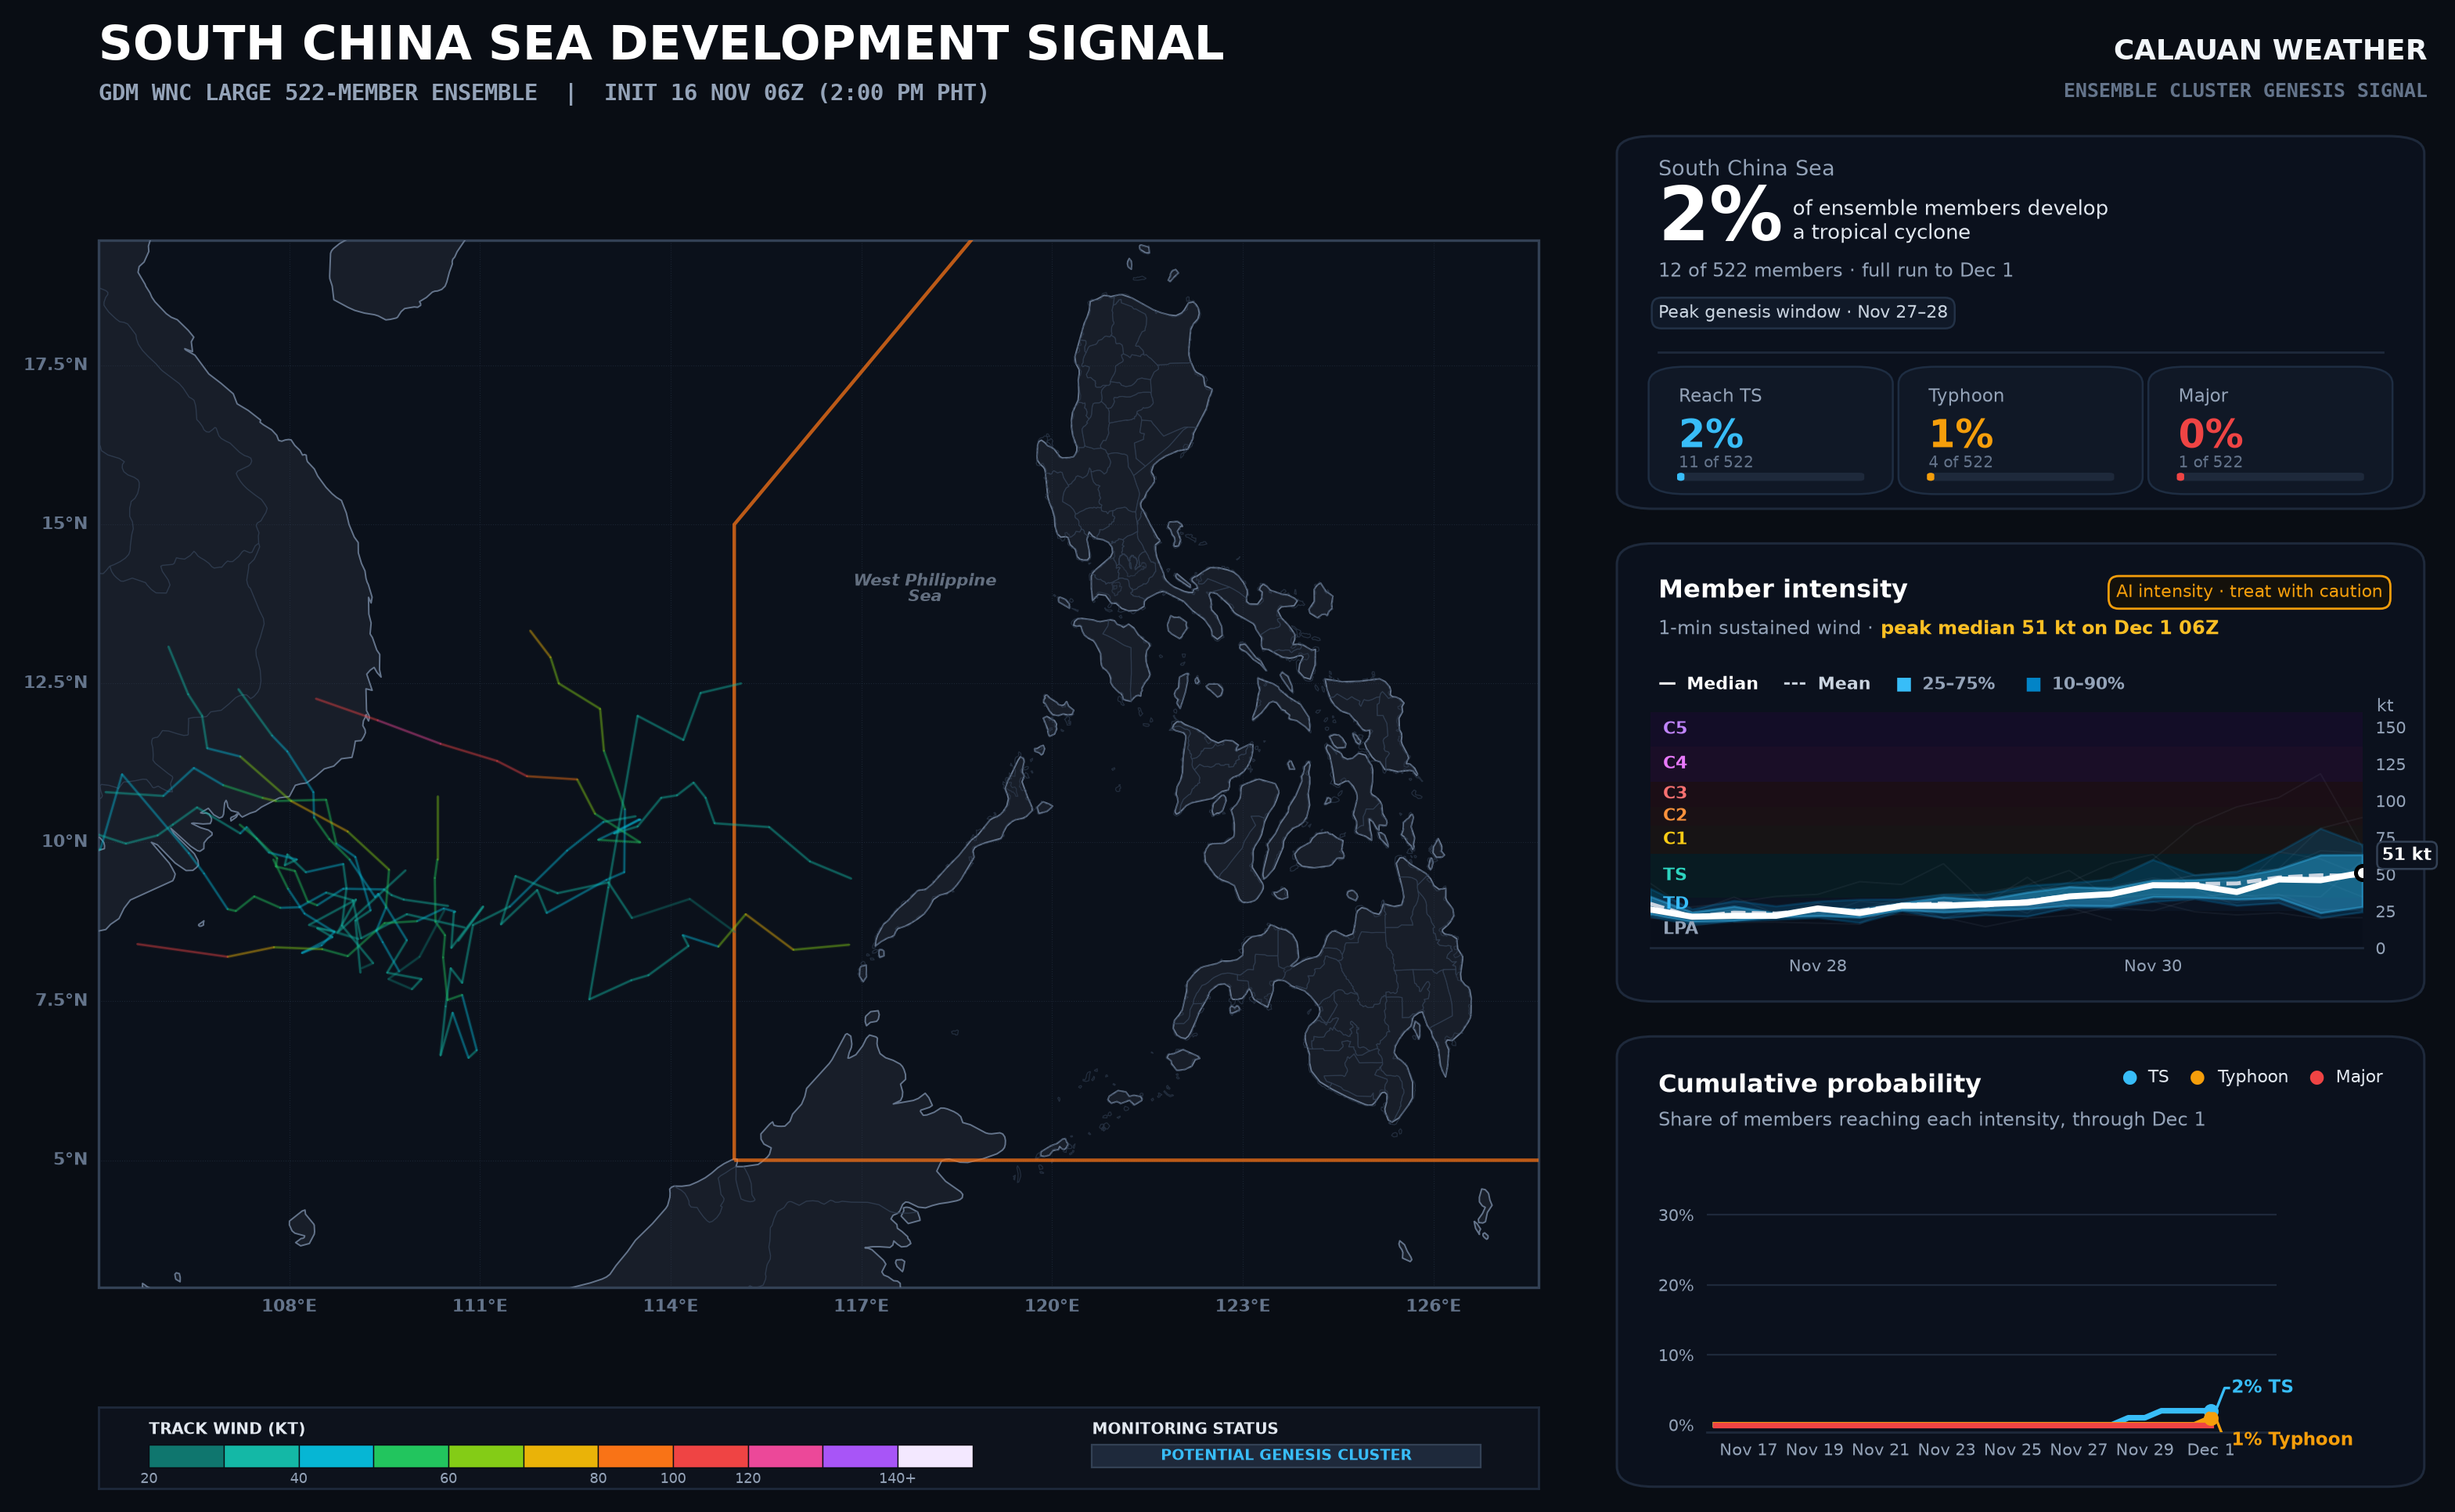 SOUTH CHINA SEA DEVELOPMENT SIGNAL
GDM WNC LARGE 522-MEMBER ENSEMBLE | INIT 16 NOV 06Z (2:00 PM PHT)
CALAUAN WEATHER
ENSEMBLE CLUSTER GENESIS SIGNAL
17.5°N
15°N
12.5°N
10°N
7.5°N
5°N
West Philippine
Sea
108°E 111°E 114°E 117°E 120°E 123°E 126°E
TRACK WIND (KT)
20 40 60 80 100 120 140+
MONITORING STATUS
POTENTIAL GENESIS CLUSTER
South China Sea
2% of ensemble members develop
a tropical cyclone
12 of 522 members · full run to Dec 1
Peak genesis window · Nov 27–28
Reach TS
2%
11 of 522
Typhoon
1%
4 of 522
Major
0%
1 of 522
Member intensity
AI intensity · treat with caution
1-min sustained wind · peak median 51 kt on Dec 1 06Z
Median Mean 25–75% 10–90%
kt
C5
C4
C3
C2
C1
TS
TD
LPA
150
125
100
75
51 kt
50
25
0
Nov 28 Nov 30
Cumulative probability
TS Typhoon Major
Share of members reaching each intensity, through Dec 1
30%
20%
10%
0%
2% TS
1% Typhoon
Nov 17 Nov 19 Nov 21 Nov 23 Nov 25 Nov 27 Nov 29 Dec 1